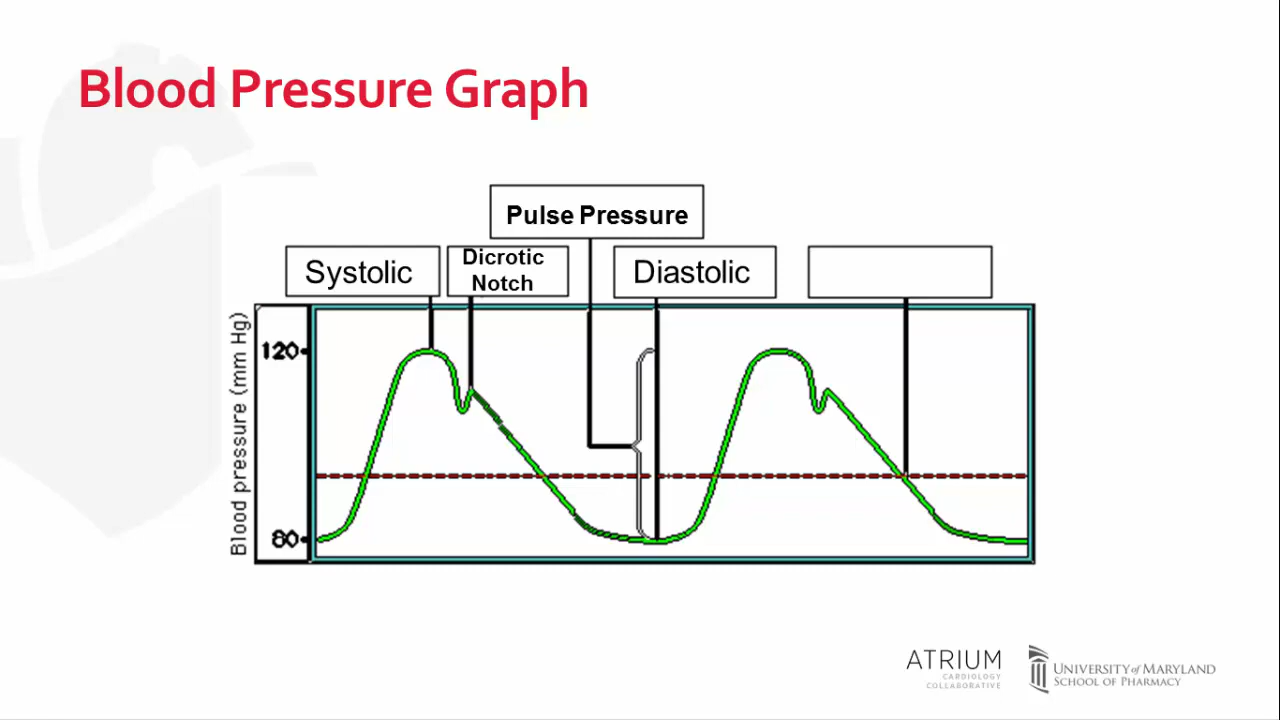 Blood Pressure Graph
Pulse Pressure
Systolic
Dicrotic
Notch
Diastolic
Blood pressure (mm Hg)
120
80
ATRIUM
CARDIOLOGY
COLLABORATIVE
UNIVERSITY of MARYLAND
SCHOOL OF PHARMACY